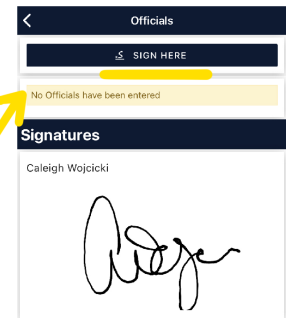 Officials
SIGN HERE
No Officials have been entered
Signatures
Caleigh Wojcicki